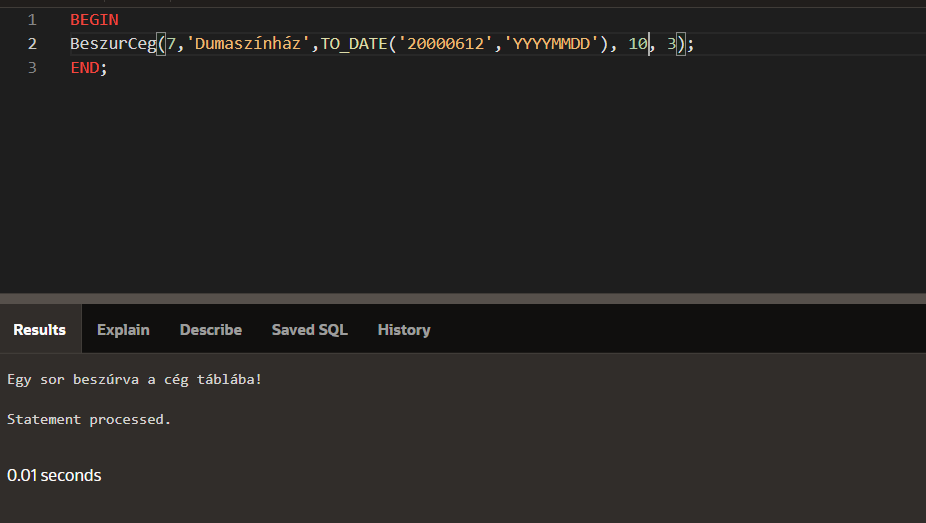 1 BEGIN
2 BeszurCeg(7,'Dumaszínház',TO_DATE('20000612','YYYYMMDD'), 10, 3);
3 END;
Results Explain Describe Saved SQL History
Egy sor beszúrva a cég táblába!
Statement processed.
0.01 seconds